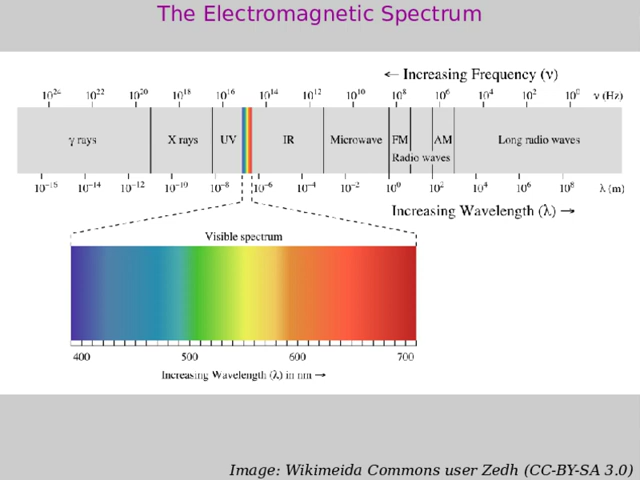 The Electromagnetic Spectrum
← Increasing Frequency (ν)
10²⁴ 10²² 10²⁰ 10¹⁸ 10¹⁶ 10¹⁴ 10¹² 10¹⁰ 10⁸ 10⁶ 10⁴ 10² 10⁰ ν (Hz)
γ rays X rays UV IR Microwave FM AM Long radio waves
Radio waves
10⁻¹⁶ 10⁻¹⁴ 10⁻¹² 10⁻¹⁰ 10⁻⁸ 10⁻⁶ 10⁻⁴ 10⁻² 10⁰ 10² 10⁴ 10⁶ 10⁸ λ (m)
Increasing Wavelength (λ) →
Visible spectrum
400 500 600 700
Increasing Wavelength (λ) in nm →
Image: Wikimeida Commons user Zedh (CC-BY-SA 3.0)